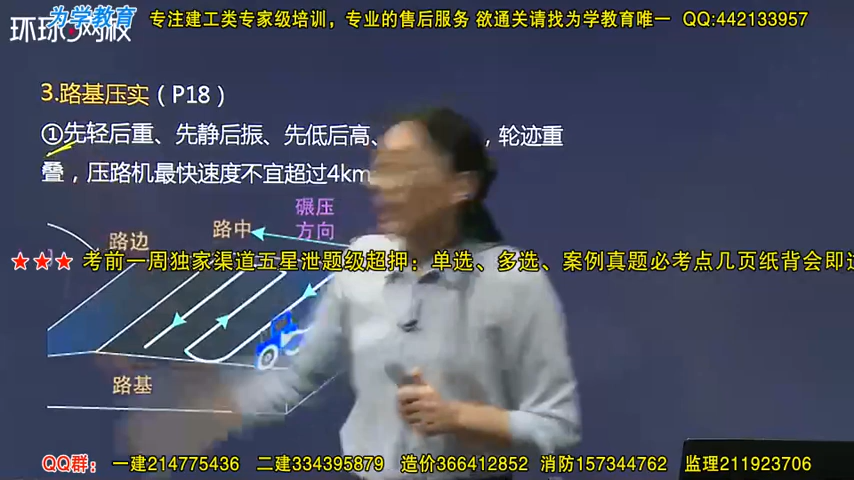 为学教育 专注建工类专家级培训，专业的售后服务 欲通关请找为学教育唯一 QQ:442133957
环球网校
3.路基压实（P18）
①先轻后重、先静后振、先低后高、，轮迹重
叠，压路机最快速度不宜超过4km
碾压
方向
路边
路中
★★★ 考前一周独家渠道五星泄题级超押：单选、多选、案例真题必考点几页纸背会即
路基
QQ群： 一建214775436 二建334395879 造价366412852 消防157344762 监理211923706